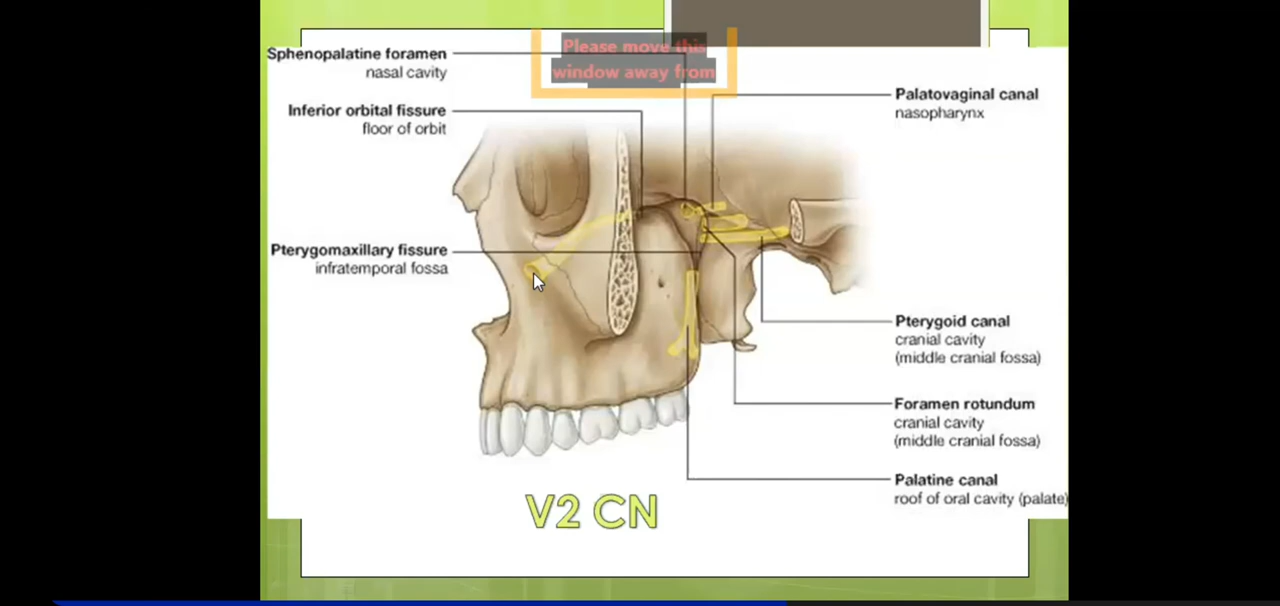 Please move this
window away from
Sphenopalatine foramen
nasal cavity
Inferior orbital fissure
floor of orbit
Pterygomaxillary fissure
infratemporal fossa
Palatovaginal canal
nasopharynx
Pterygoid canal
cranial cavity
(middle cranial fossa)
Foramen rotundum
cranial cavity
(middle cranial fossa)
Palatine canal
roof of oral cavity (palate)
V2 CN